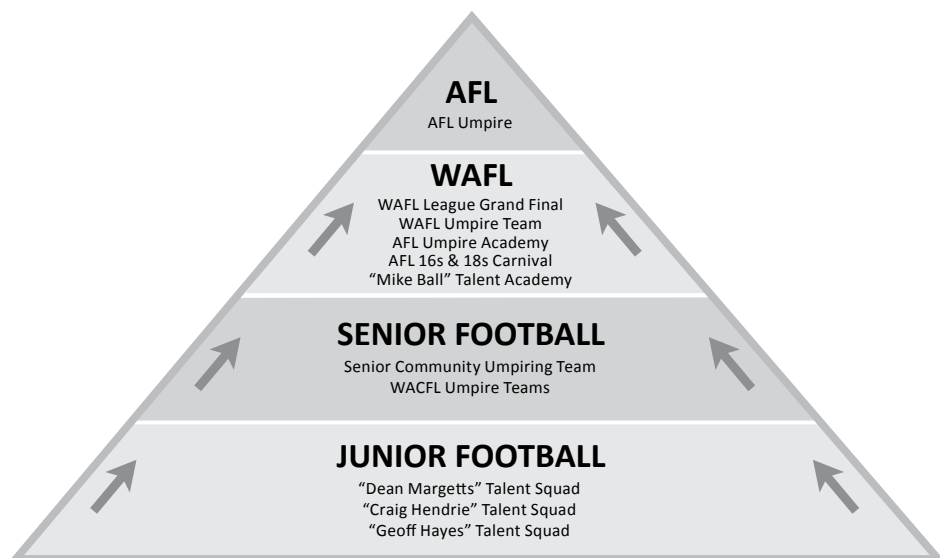 AFL
AFL Umpire
WAFL
WAFL League Grand Final
WAFL Umpire Team
AFL Umpire Academy
AFL 16s & 18s Carnival
“Mike Ball” Talent Academy
SENIOR FOOTBALL
Senior Community Umpiring Team
WACFL Umpire Teams
JUNIOR FOOTBALL
“Dean Margetts” Talent Squad
“Craig Hendrie” Talent Squad
“Geoff Hayes” Talent Squad